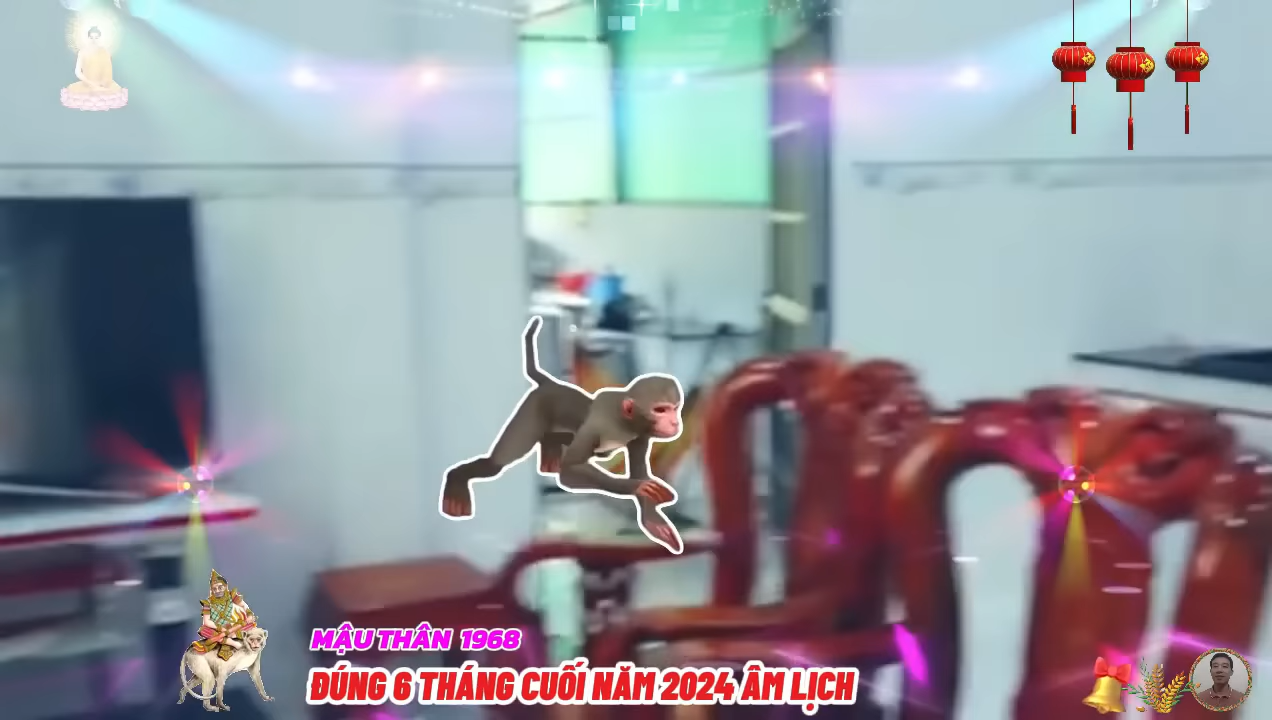 MẬU THÂN 1968
ĐÚNG 6 THÁNG CUỐI NĂM 2024 ÂM LỊCH